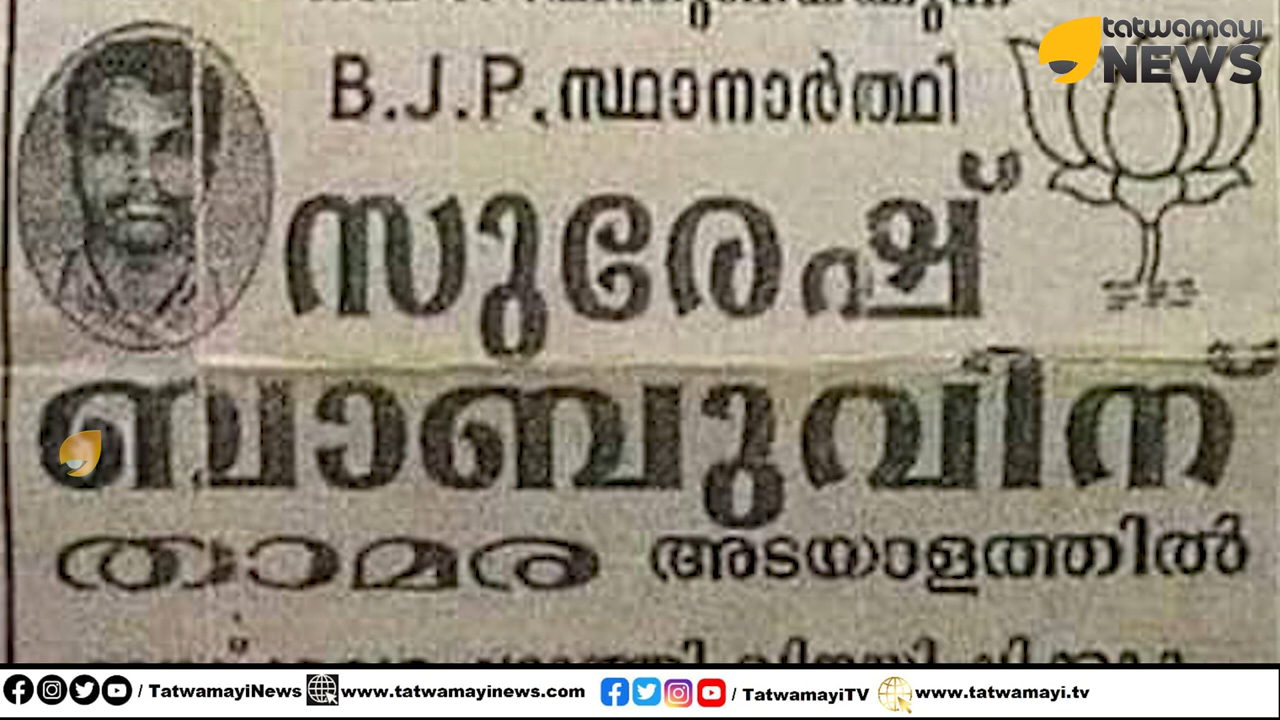 tatwamayi
NEWS
B.J.P. സ്ഥാനാർത്ഥി
സുരേഷ്
ബാബുവിന്
താമര അടയാളത്തിൽ
/ TatwamayiNews www.tatwamayinews.com / TatwamayiTV www.tatwamayi.tv